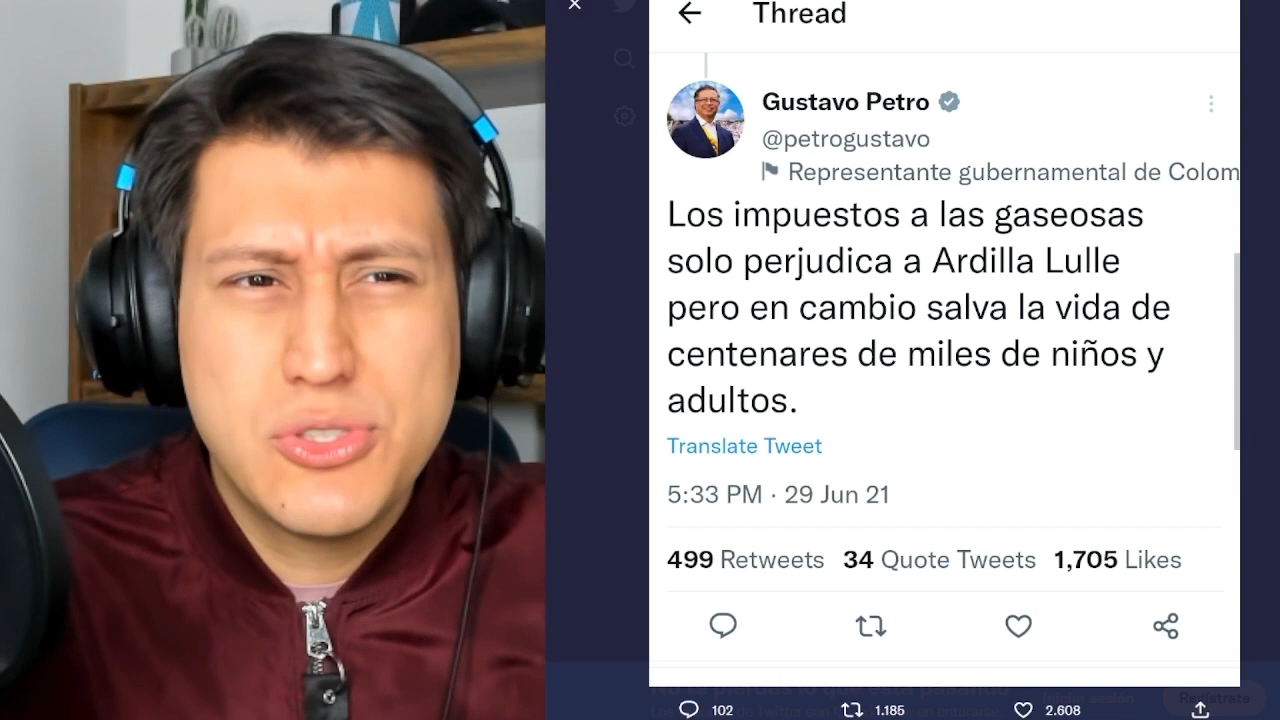 Thread
Gustavo Petro
@petrogustavo
Representante gubernamental de Colom
Los impuestos a las gaseosas
solo perjudica a Ardilla Lulle
pero en cambio salva la vida de
centenares de miles de niños y
adultos.
Translate Tweet
5:33 PM · 29 Jun 21
499 Retweets 34 Quote Tweets 1,705 Likes
102 1.185 2.608
Regístrate